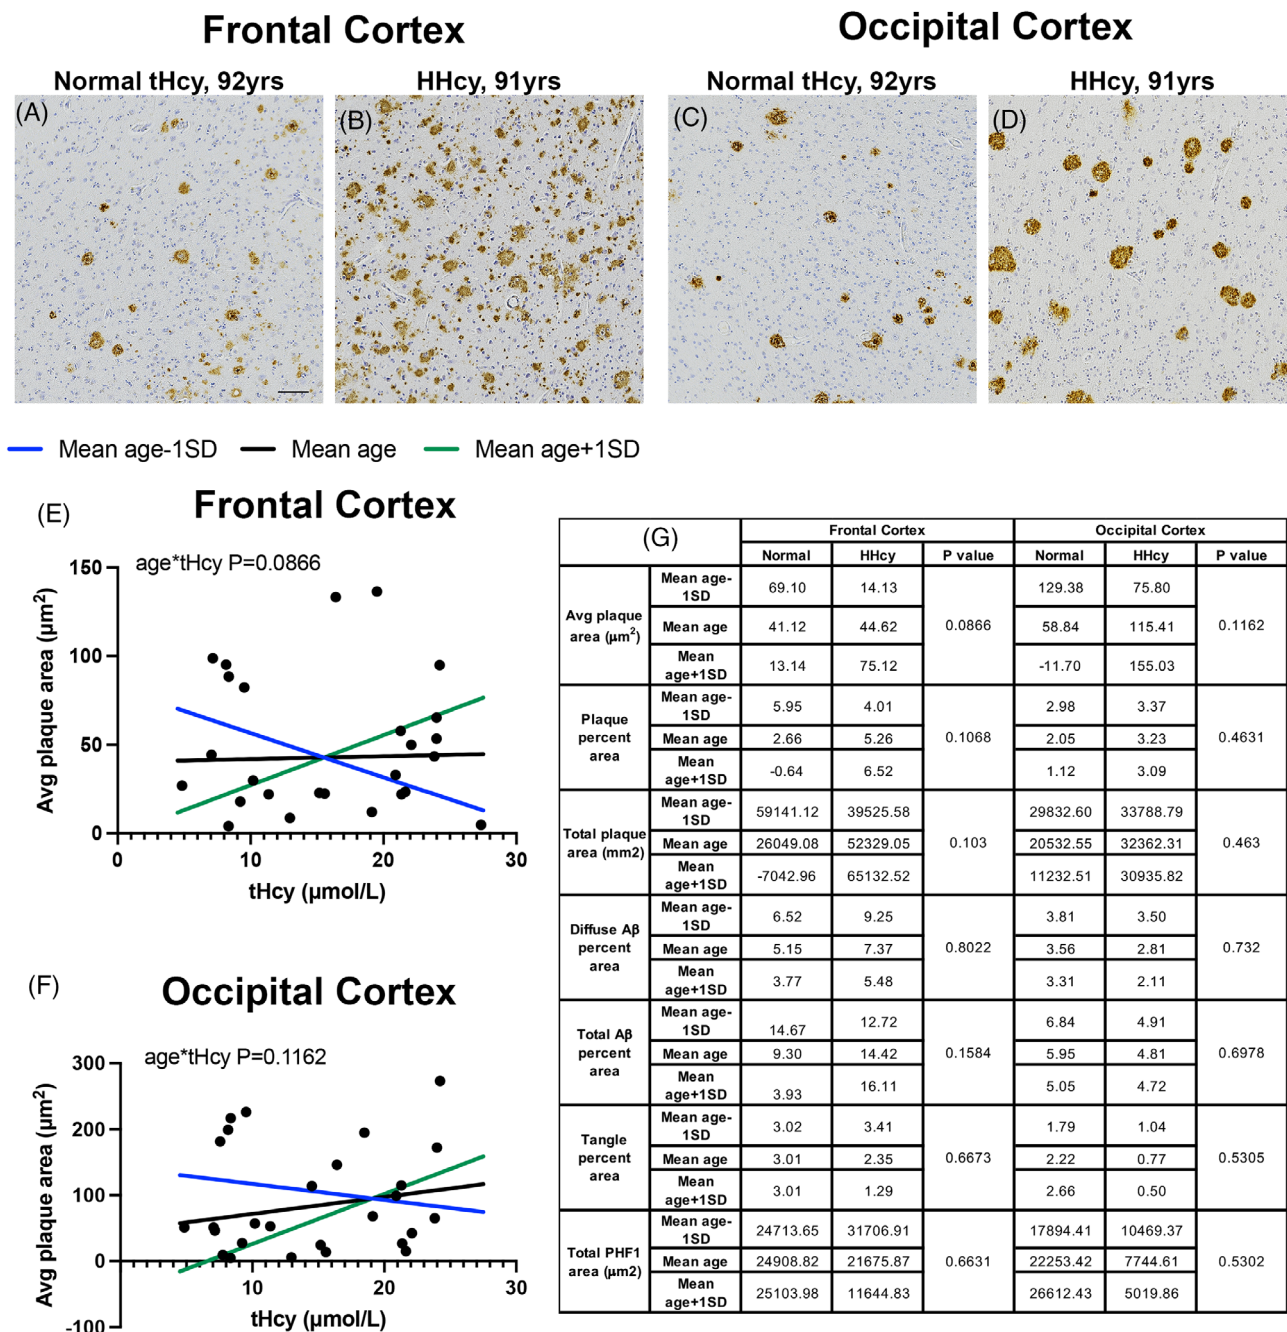 Frontal Cortex
Occipital Cortex
Normal tHcy, 92yrs
HHcy, 91yrs
Normal tHcy, 92yrs
HHcy, 91yrs
(A)
(B)
(C)
(D)
Mean age-1SD
Mean age
Mean age+1SD
(E)
Frontal Cortex
age*tHcy P=0.0866
Avg plaque area (µm²)
150
100
50
0
0
10
20
30
tHcy (µmol/L)
(F)
Occipital Cortex
age*tHcy P=0.1162
Avg plaque area (µm²)
300
200
100
0
-100
10
20
30
tHcy (µmol/L)
(G)
Frontal Cortex
Occipital Cortex
Normal HHcy P value Normal HHcy P value
Avg plaque
area (µm²)
Mean age-
1SD
69.10 14.13 129.38 75.80
Mean age 41.12 44.62 0.0866 58.84 115.41 0.1162
Mean
age+1SD
13.14 75.12 -11.70 155.03
Plaque
percent
area
Mean age-
1SD
5.95 4.01 2.98 3.37
Mean age 2.66 5.26 0.1068 2.05 3.23 0.4631
Mean
age+1SD
-0.64 6.52 1.12 3.09
Total plaque
area (mm2)
Mean age-
1SD
59141.12 39525.58 29832.60 33788.79
Mean age 26049.08 52329.05 0.103 20532.55 32362.31 0.463
Mean
age+1SD
-7042.96 65132.52 11232.51 30935.82
Diffuse Aβ
percent
area
Mean age-
1SD
6.52 9.25 3.81 3.50
Mean age 5.15 7.37 0.8022 3.56 2.81 0.732
Mean
age+1SD
3.77 5.48 3.31 2.11
Total Aβ
percent
area
Mean age-
1SD
14.67 12.72 6.84 4.91
Mean age 9.30 14.42 0.1584 5.95 4.81 0.6978
Mean
age+1SD
3.93 16.11 5.05 4.72
Tangle
percent
area
Mean age-
1SD
3.02 3.41 1.79 1.04
Mean age 3.01 2.35 0.6673 2.22 0.77 0.5305
Mean
age+1SD
3.01 1.29 2.66 0.50
Total PHF1
area (µm2)
Mean age-
1SD
24713.65 31706.91 17894.41 10469.37
Mean age 24908.82 21675.87 0.6631 22253.42 7744.61 0.5302
Mean
age+1SD
25103.98 11644.83 26612.43 5019.86